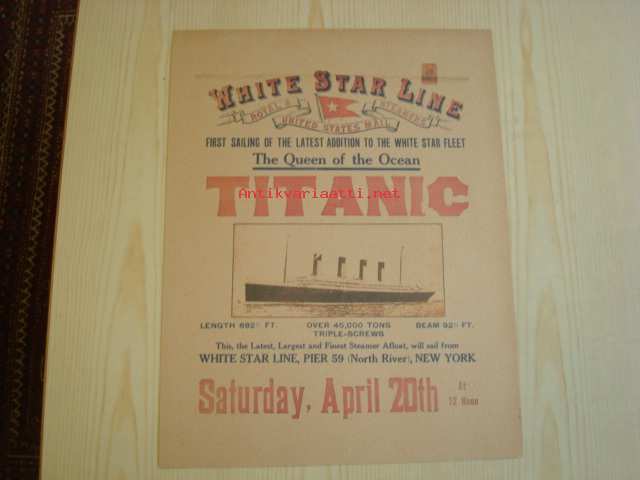 WHITE STAR LINE
ROYAL & UNITED STATES MAIL STEAMERS
FIRST SAILING OF THE LATEST ADDITION TO THE WHITE STAR FLEET
The Queen of the Ocean
TITANIC
Antikvariaatti.net
LENGTH 882½ FT. OVER 45,000 TONS BEAM 92½ FT.
TRIPLE-SCREWS
This, the Latest, Largest and Finest Steamer Afloat, will sail from
WHITE STAR LINE, PIER 59 (North River), NEW YORK
Saturday, April 20th At
12 Noon